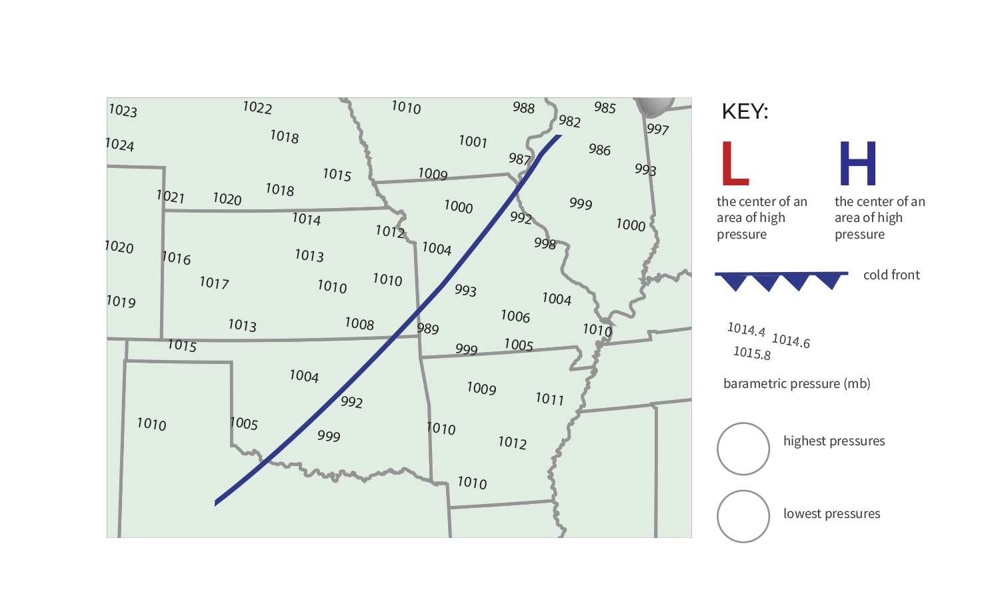 1023 1022 1010 988 985 KEY:
982
997
1024 1018 1001 986
987
993
1015 1009
L H
1021 1020 1018
the center of an
area of high
pressure
the center of an
area of high
pressure
1000 999
1014 992 1000
1012
998
1020 1016 1013 1004
cold front
1017 1010 1010 993
1019 1004
1006
1013 1008 989 1010
1014.4 1014.6
1015.8
1015 999 1005
1004 1009
barametric pressure (mb)
992 1011
1010 1005 999 1010 1012
highest pressures
1010
lowest pressures